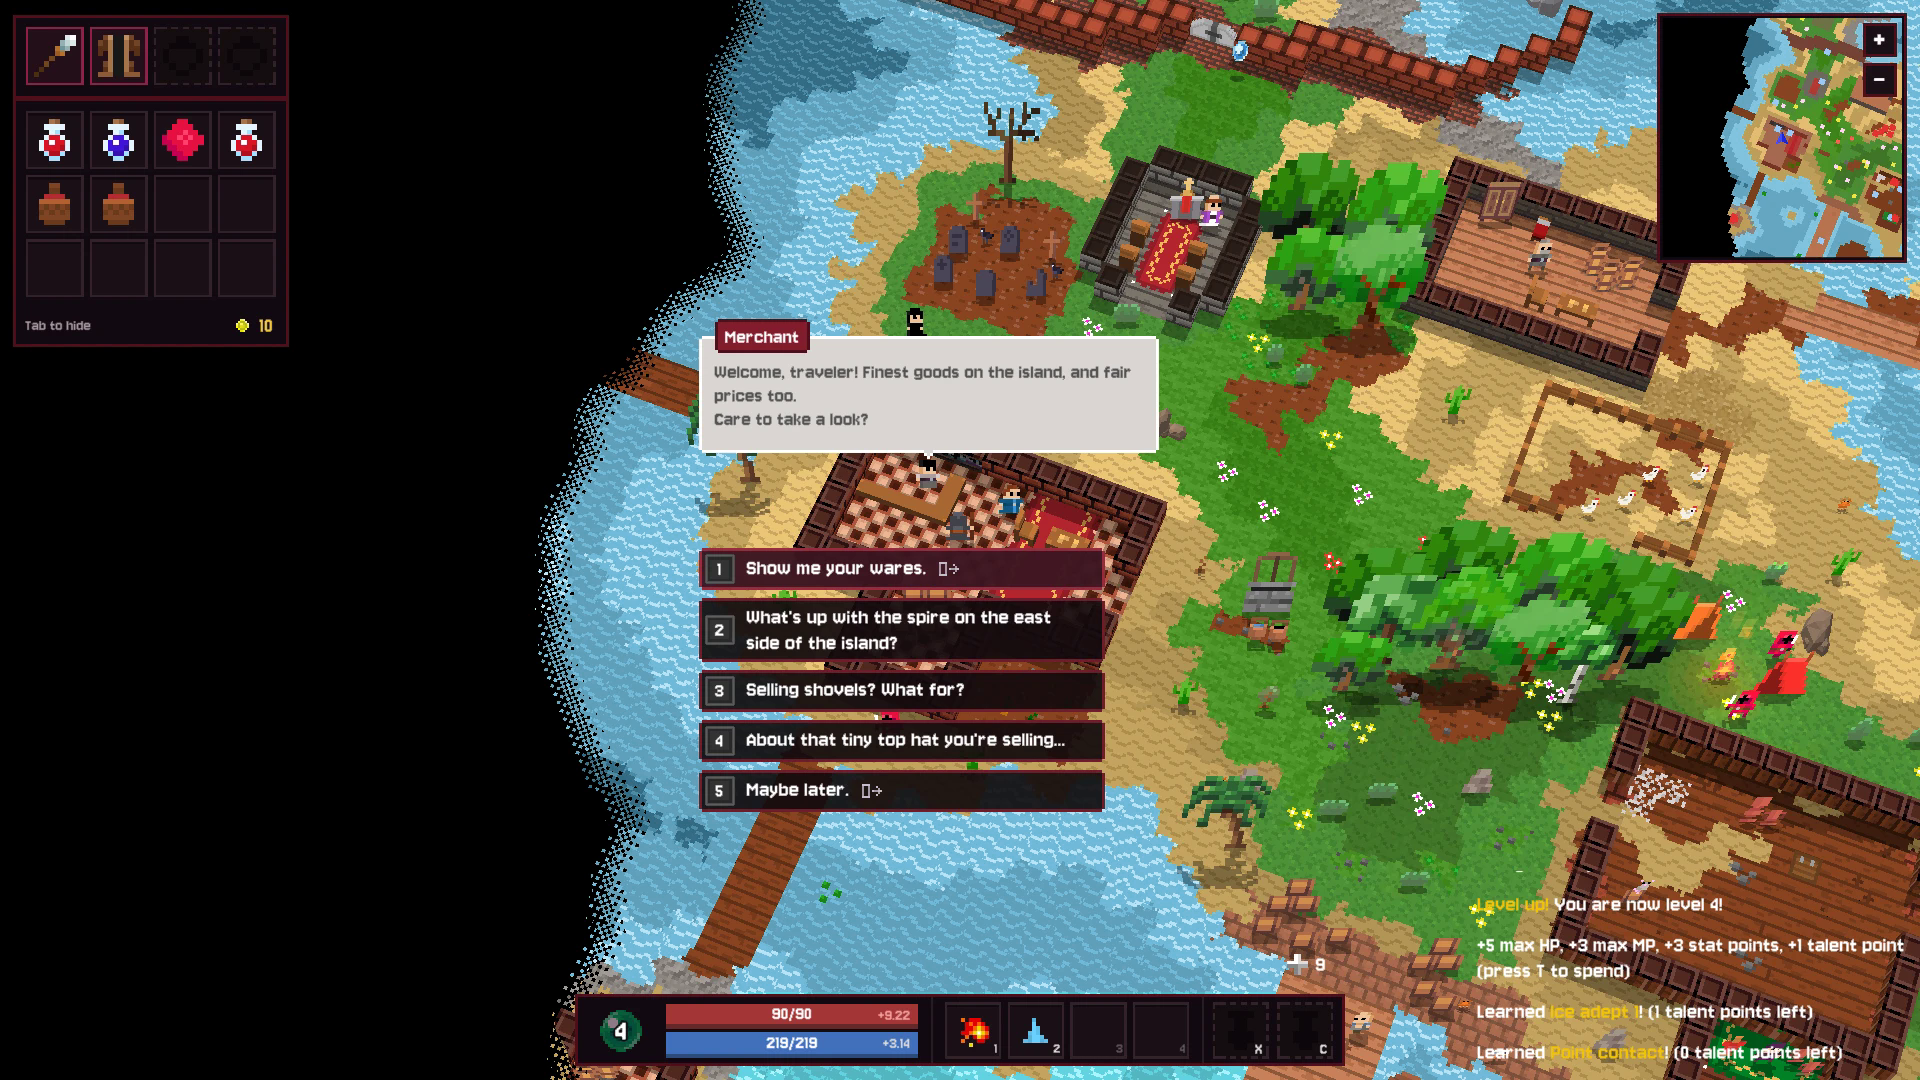 Tab to hide
10
+
-
Merchant
Welcome, traveler! Finest goods on the island, and fair
prices too.
Care to take a look?
1 Show me your wares.
2 What's up with the spire on the east
side of the island?
3 Selling shovels? What for?
4 About that tiny top hat you're selling...
5 Maybe later.
9
Level up! You are now level 4!
+5 max HP, +3 max MP, +3 stat points, +1 talent point
(press T to spend)
Learned Ice adept 1! (1 talent points left)
Learned Point contact! (0 talent points left)
4
90/90 +9.22
219/219 +3.14
1 2 3 4 X C